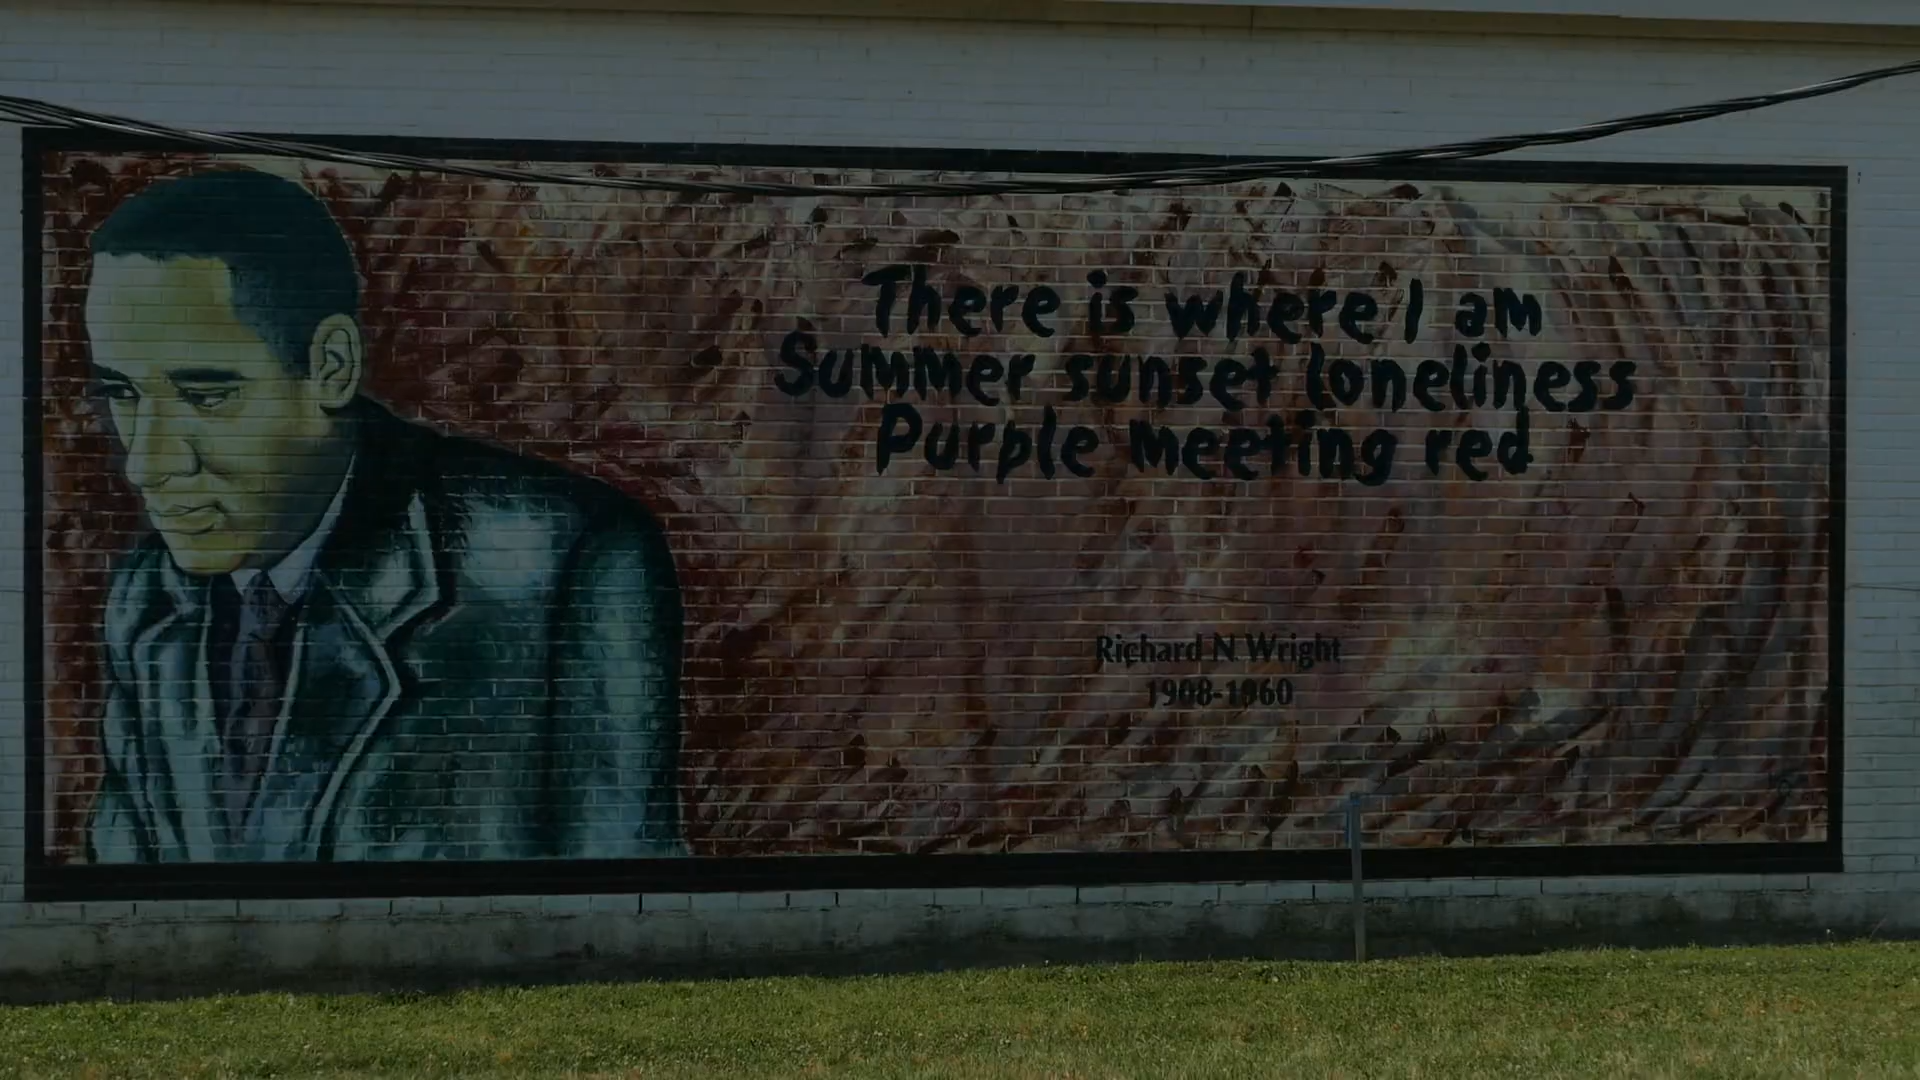 There is where I am
Summer sunset loneliness
Purple meeting red
Richard N Wright
1908-1960